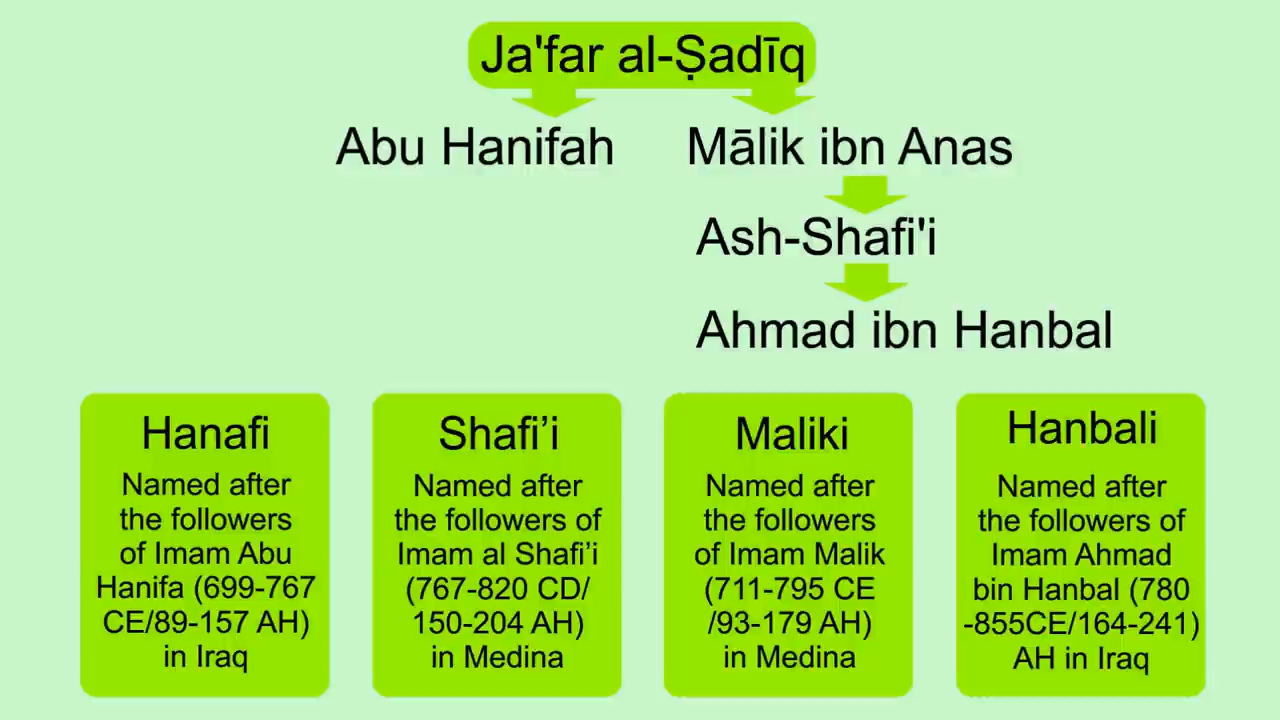 Ja'far al-Ṣadīq
Abu Hanifah
Mālik ibn Anas
Ash-Shafi'i
Ahmad ibn Hanbal
Hanafi
Named after
the followers
of Imam Abu
Hanifa (699-767
CE/89-157 AH)
in Iraq
Shafi’i
Named after
the followers of
Imam al Shafi’i
(767-820 CD/
150-204 AH)
in Medina
Maliki
Named after
the followers
of Imam Malik
(711-795 CE
/93-179 AH)
in Medina
Hanbali
Named after
the followers of
Imam Ahmad
bin Hanbal (780
-855CE/164-241)
AH in Iraq